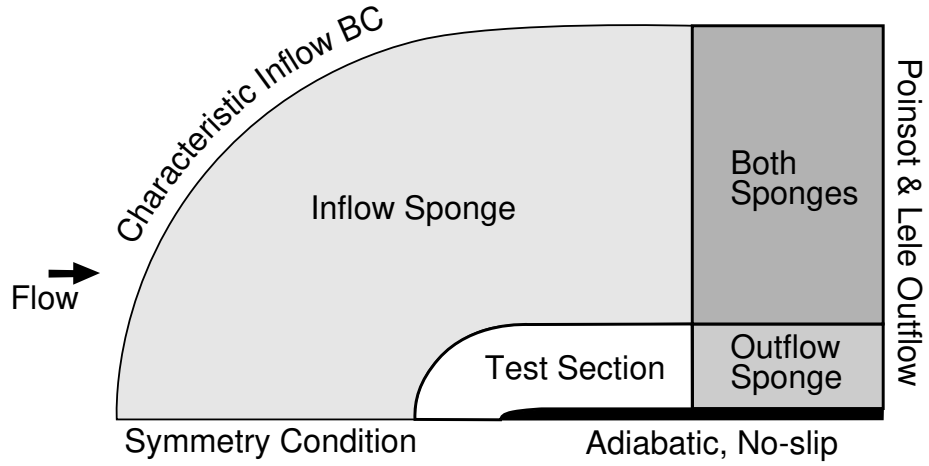 Characteristic Inflow BC
Inflow Sponge
Both
Sponges
Poinsot & Lele Outflow
Flow
Test Section
Outflow
Sponge
Symmetry Condition
Adiabatic, No-slip